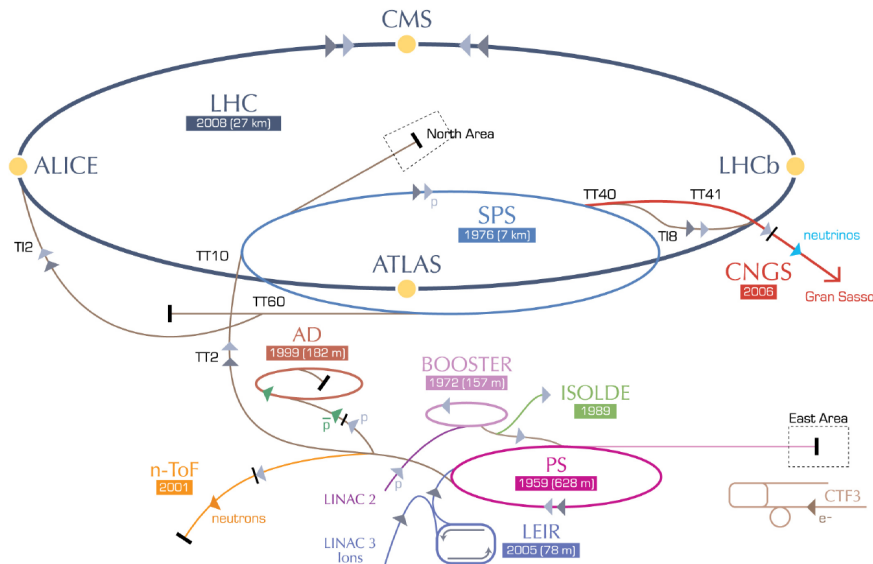 CMS
LHC
2008 (27 km)
North Area
ALICE
LHCb
TT40
TT41
p
SPS
1976 (7 km)
TI8
neutrinos
TI2
TT10
ATLAS
CNGS
2006
Gran Sasso
TT60
AD
1999 (182 m)
TT2
BOOSTER
1972 (157 m)
ISOLDE
1989
p
p̅
East Area
n-ToF
2001
PS
1959 (628 m)
p
LINAC 2
neutrons
CTF3
e-
LEIR
2005 (78 m)
LINAC 3
Ions